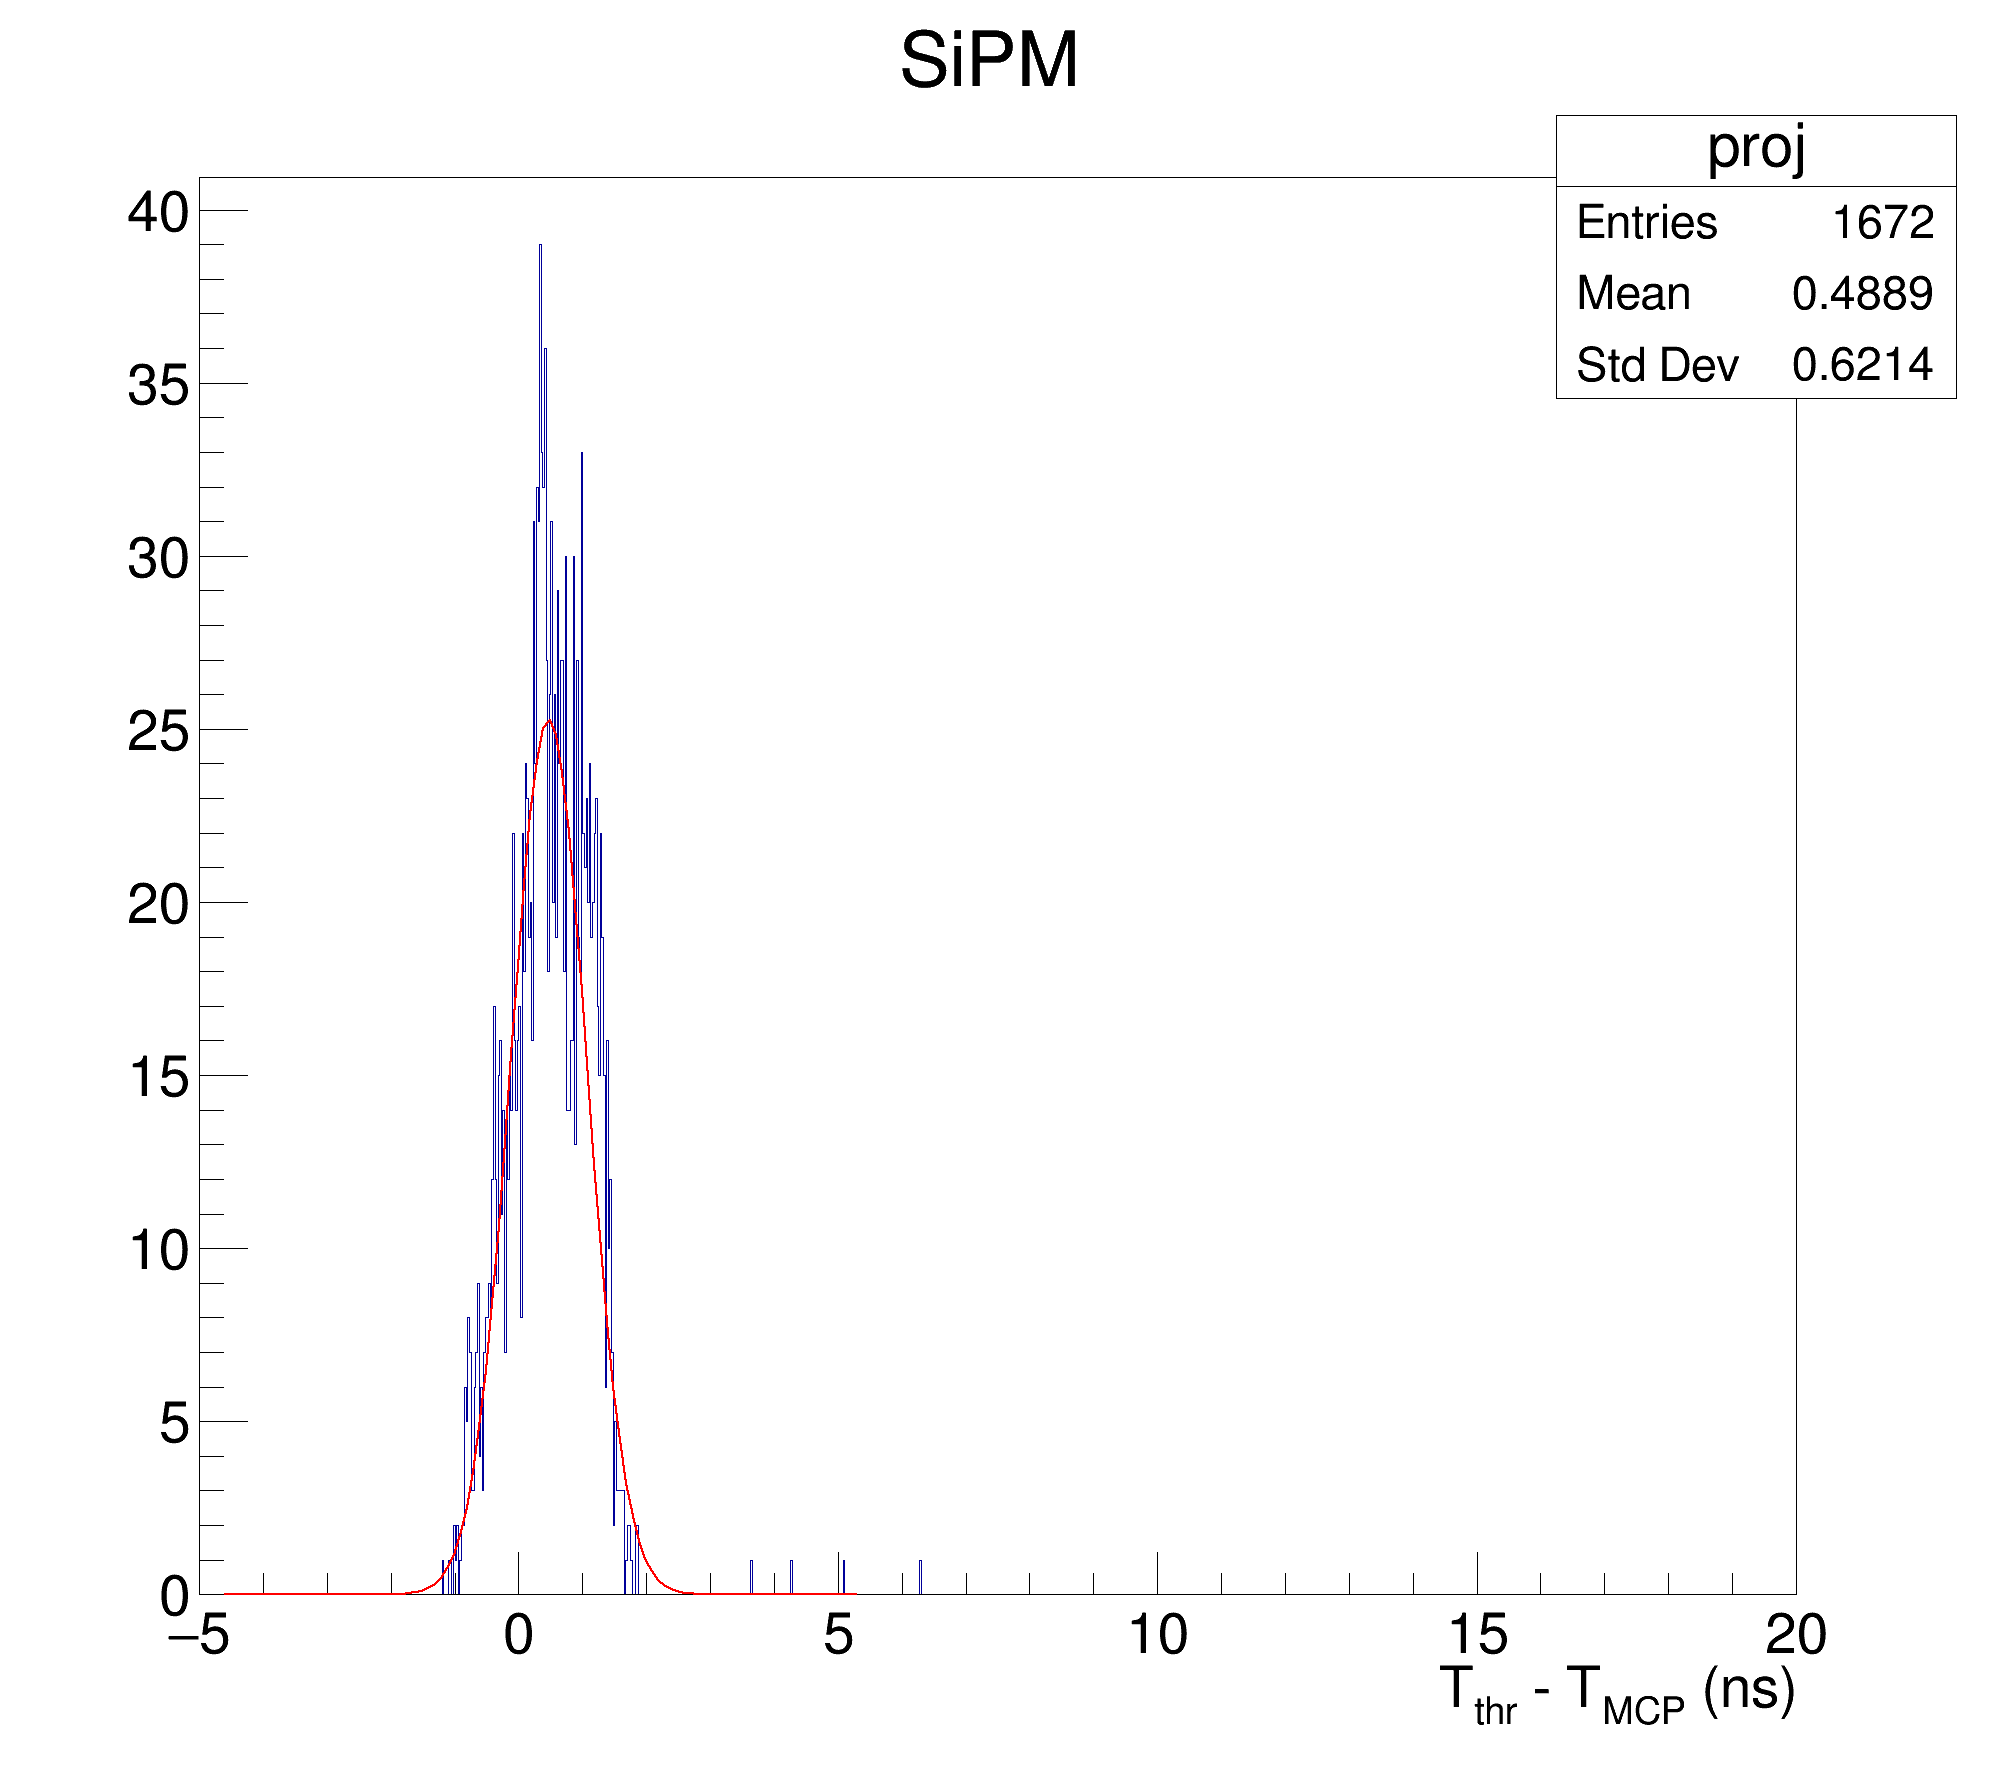 SiPM
proj
Entries 1672
Mean 0.4889
Std Dev 0.6214
40
35
30
25
20
15
10
5
0
−5 0 5 10 15 20
T_thr - T_MCP (ns)